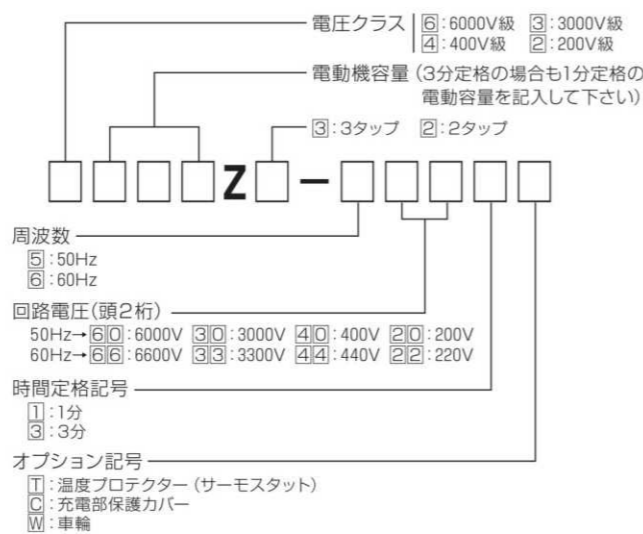 電圧クラス 6:6000V級 3:3000V級
4:400V級 2:200V級
電動機容量(3分定格の場合も1分定格の
電動容量を記入して下さい)
3:3タップ 2:2タップ
Z -
周波数
5:50Hz
6:60Hz
回路電圧(頭2桁)
50Hz→60:6000V 30:3000V 40:400V 20:200V
60Hz→66:6600V 33:3300V 44:440V 22:220V
時間定格記号
1:1分
3:3分
オプション記号
T:温度プロテクター(サーモスタット)
C:充電部保護カバー
W:車輪